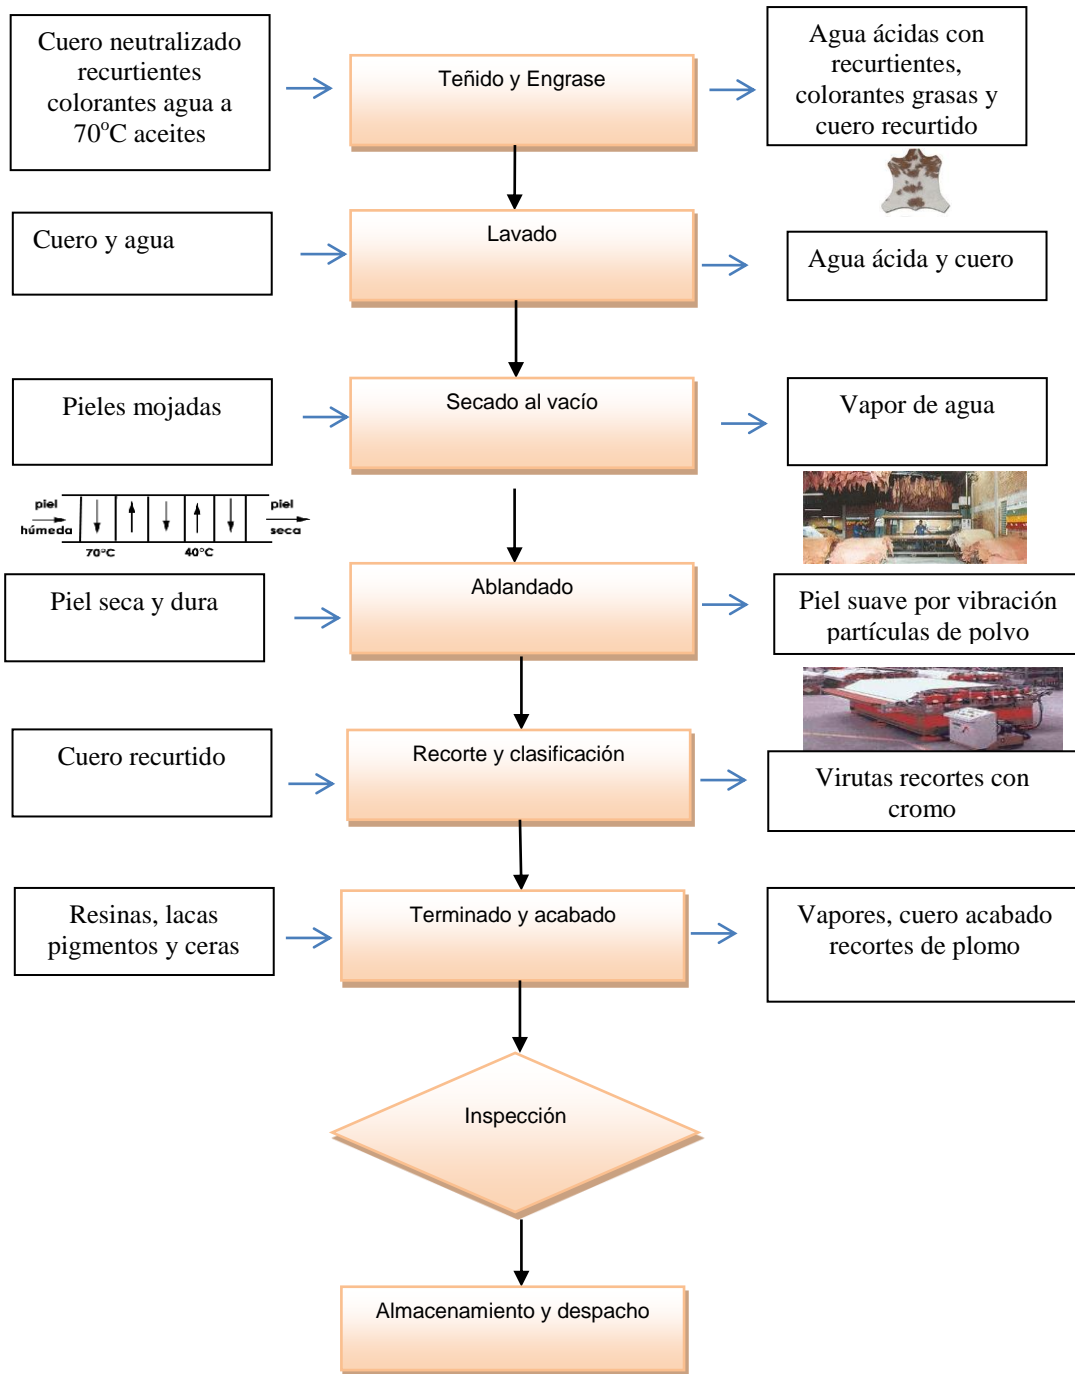 Cuero neutralizado
recurtientes
colorantes agua a
70°C aceites
Teñido y Engrase
Agua ácidas con
recurtientes,
colorantes grasas y
cuero recurtido
Cuero y agua
Lavado
Agua ácida y cuero
Pieles mojadas
Secado al vacío
Vapor de agua
piel
húmeda
70°C
40°C
piel
seca
Piel seca y dura
Ablandado
Piel suave por vibración
partículas de polvo
Cuero recurtido
Recorte y clasificación
Virutas recortes con
cromo
Resinas, lacas
pigmentos y ceras
Terminado y acabado
Vapores, cuero acabado
recortes de plomo
Inspección
Almacenamiento y despacho